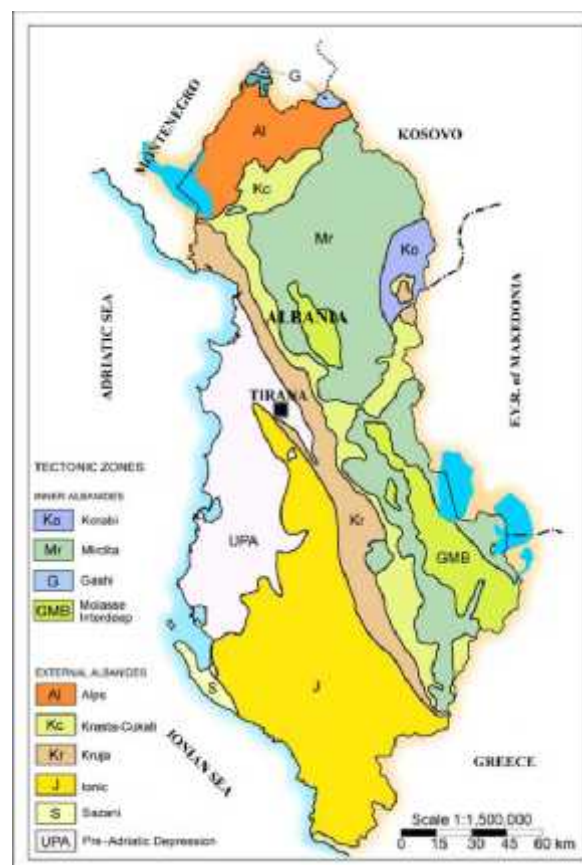 G
MONTENEGRO
KOSOVO
Al
Kc
Mr
Ko
ALBANIA
ADRIATIC SEA
F.Y.R. of MAKEDONIA
TIRANA
TECTONIC ZONES
INNER ALBANIDES
Ko Korabi
Mr Mirdita
G Gashi
GMB Molasse
Interdeep
UPA
Kr
GMB
S
J
S
EXTERNAL ALBANIDES
Al Alps
Kc Krasta-Cukali
Kr Kruja
J Ionic
S Sazani
UPA Pre-Adriatic Depression
IONIAN SEA
GREECE
Scale 1:1,500,000
0 15 30 45 60 km